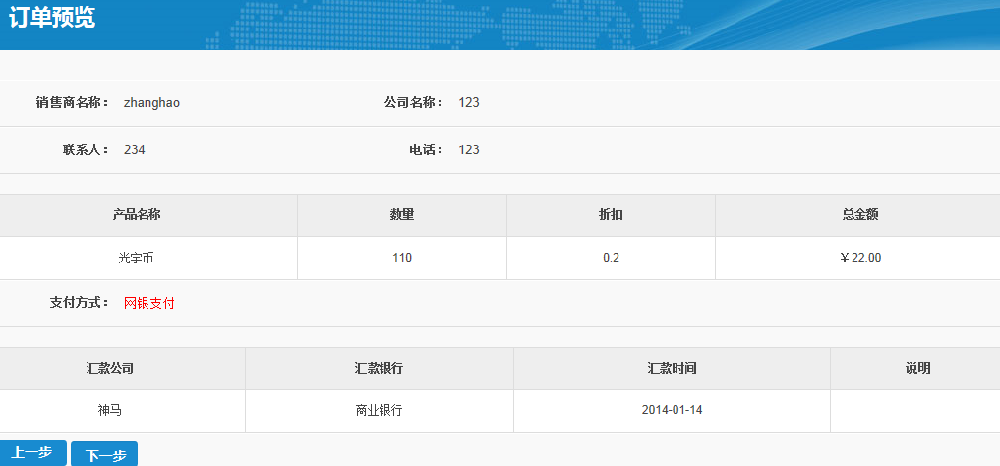 订单预览
销售商名称： zhanghao 公司名称： 123
联系人： 234 电话： 123
产品名称 数量 折扣 总金额
光宇币 110 0.2 ￥22.00
支付方式： 网银支付
汇款公司 汇款银行 汇款时间 说明
神马 商业银行 2014-01-14
上一步 下一步